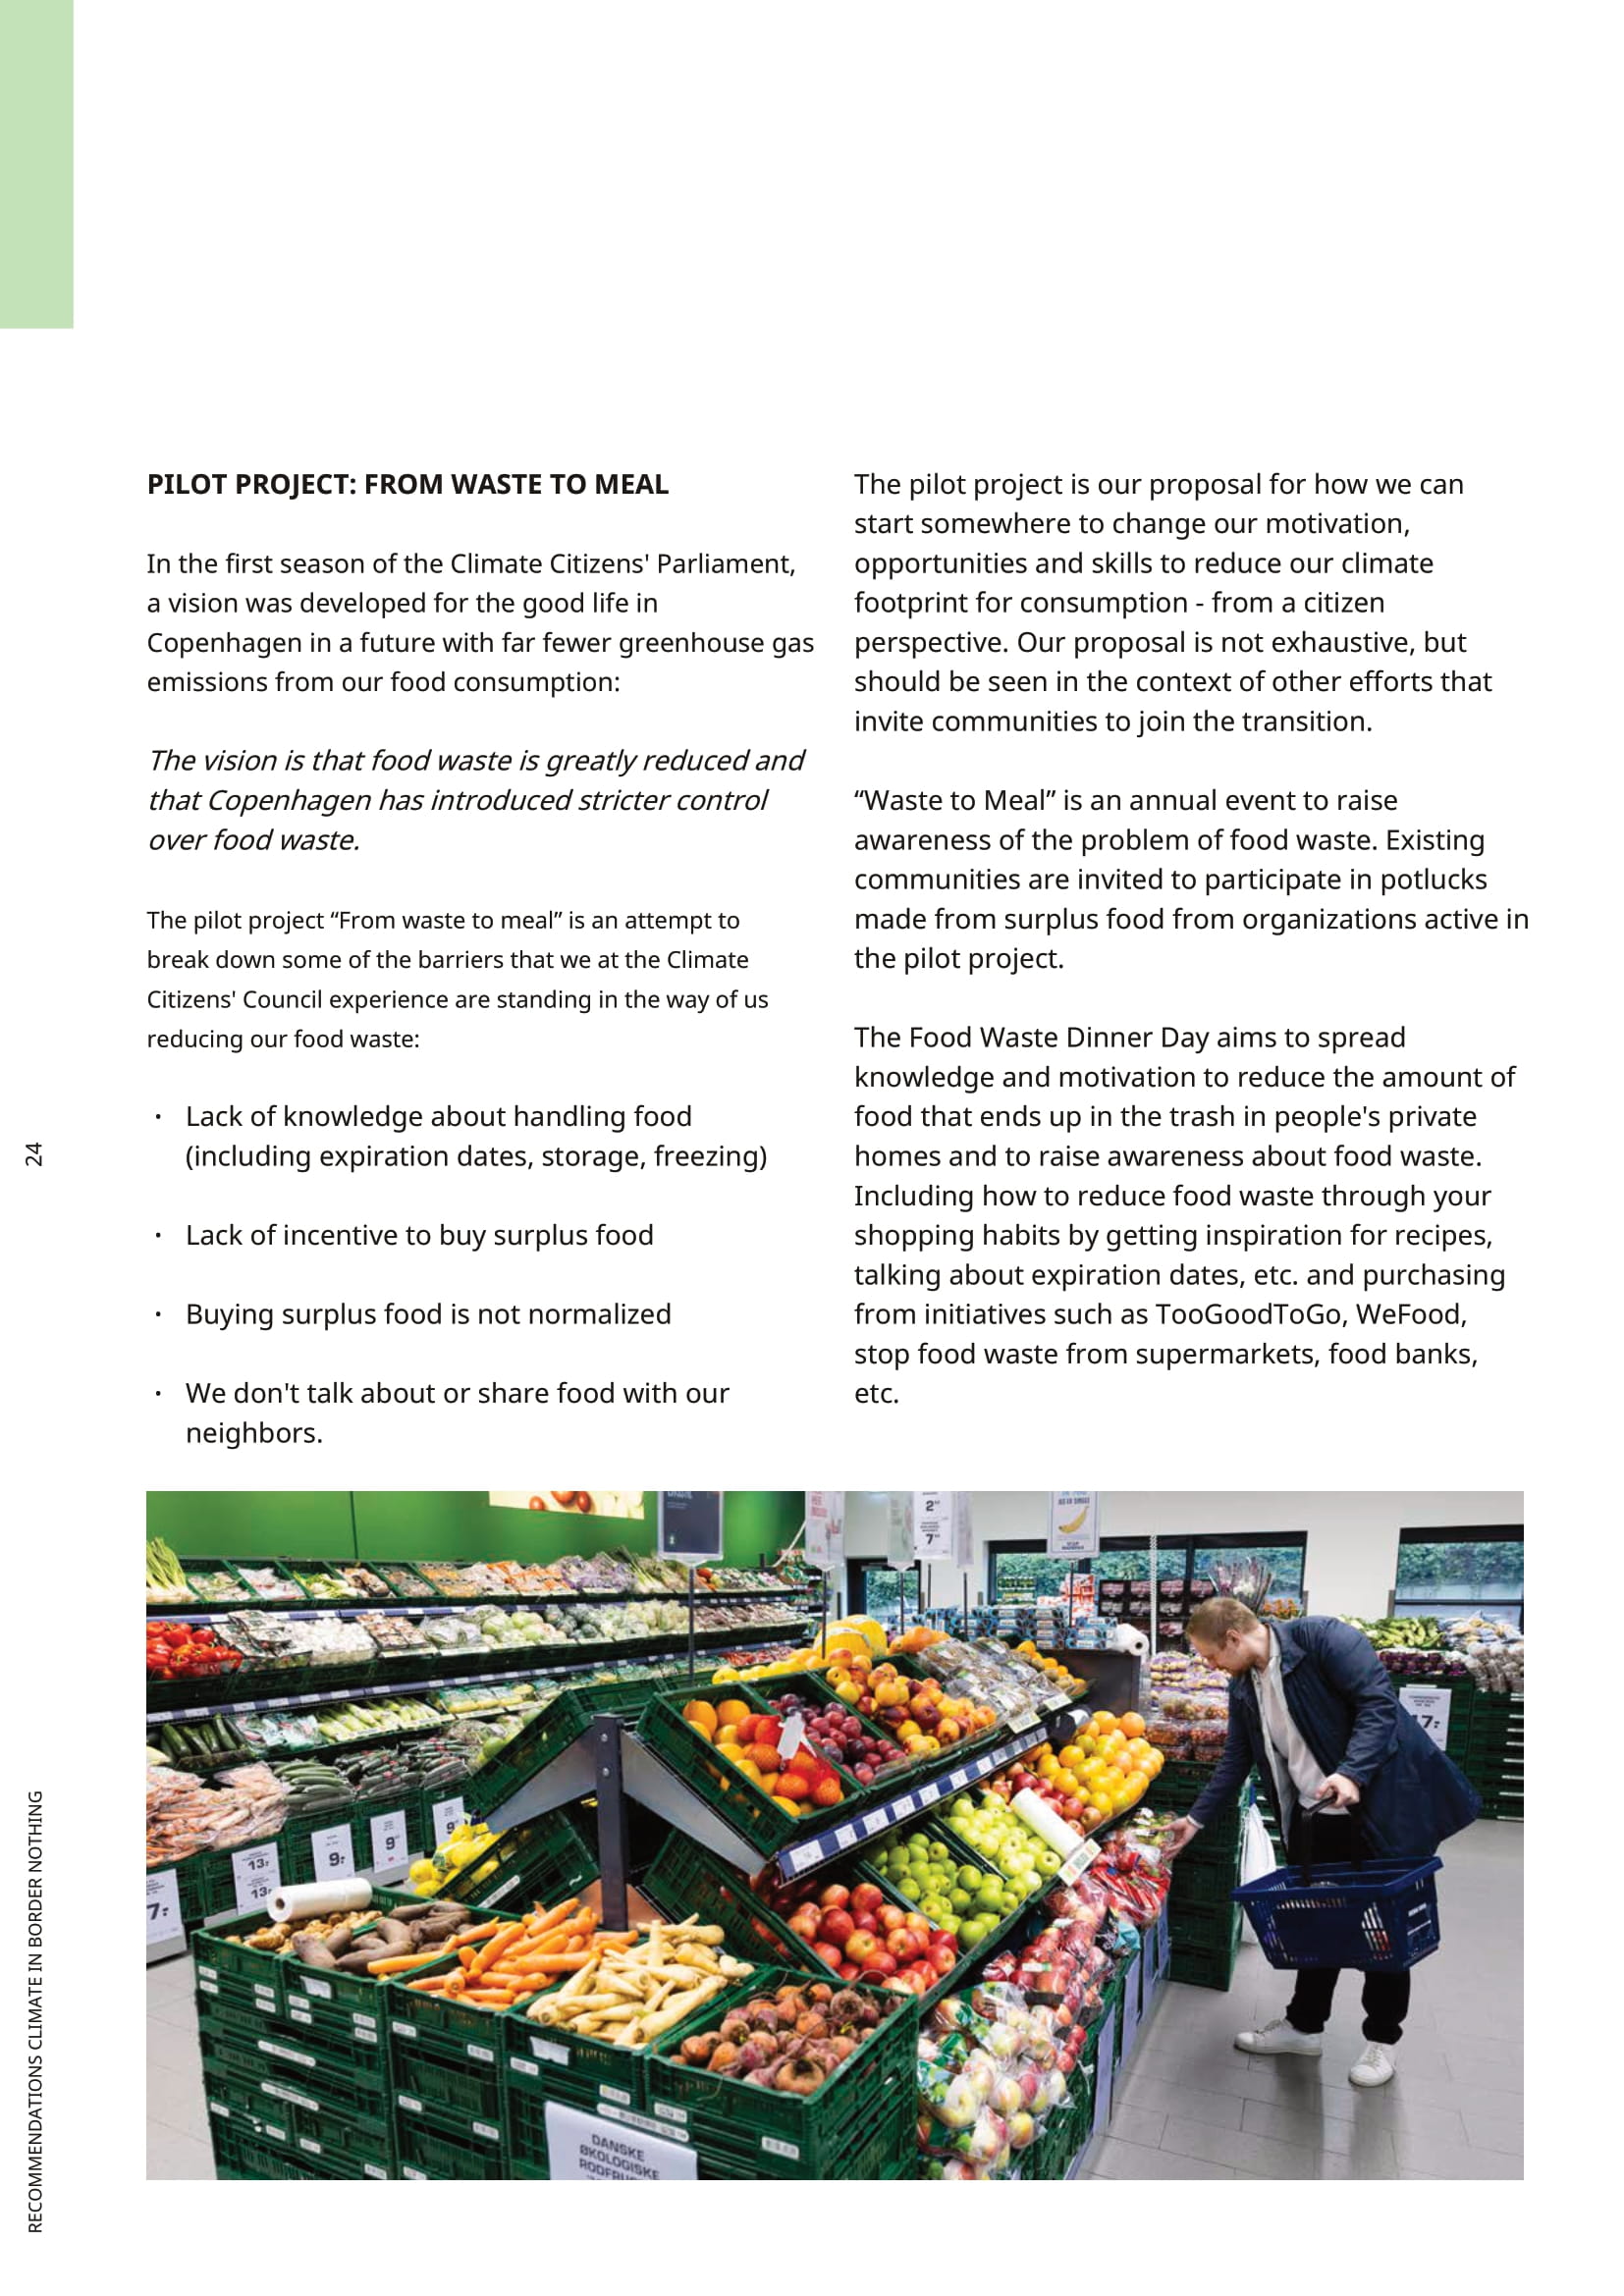 PILOT PROJECT: FROM WASTE TO MEAL
In the first season of the Climate Citizens' Parliament,
a vision was developed for the good life in
Copenhagen in a future with far fewer greenhouse gas
emissions from our food consumption:
The vision is that food waste is greatly reduced and
that Copenhagen has introduced stricter control
over food waste.
The pilot project “From waste to meal” is an attempt to
break down some of the barriers that we at the Climate
Citizens' Council experience are standing in the way of us
reducing our food waste:
· Lack of knowledge about handling food
(including expiration dates, storage, freezing)
· Lack of incentive to buy surplus food
· Buying surplus food is not normalized
· We don't talk about or share food with our
neighbors.
The pilot project is our proposal for how we can
start somewhere to change our motivation,
opportunities and skills to reduce our climate
footprint for consumption - from a citizen
perspective. Our proposal is not exhaustive, but
should be seen in the context of other efforts that
invite communities to join the transition.
“Waste to Meal” is an annual event to raise
awareness of the problem of food waste. Existing
communities are invited to participate in potlucks
made from surplus food from organizations active in
the pilot project.
The Food Waste Dinner Day aims to spread
knowledge and motivation to reduce the amount of
food that ends up in the trash in people's private
homes and to raise awareness about food waste.
Including how to reduce food waste through your
shopping habits by getting inspiration for recipes,
talking about expiration dates, etc. and purchasing
from initiatives such as TooGoodToGo, WeFood,
stop food waste from supermarkets, food banks,
etc.
24
RECOMMENDATIONS CLIMATE IN BORDER NOTHING
13:
9:
9
9
7:
17:
DANSKE
ØKOLOGISKE